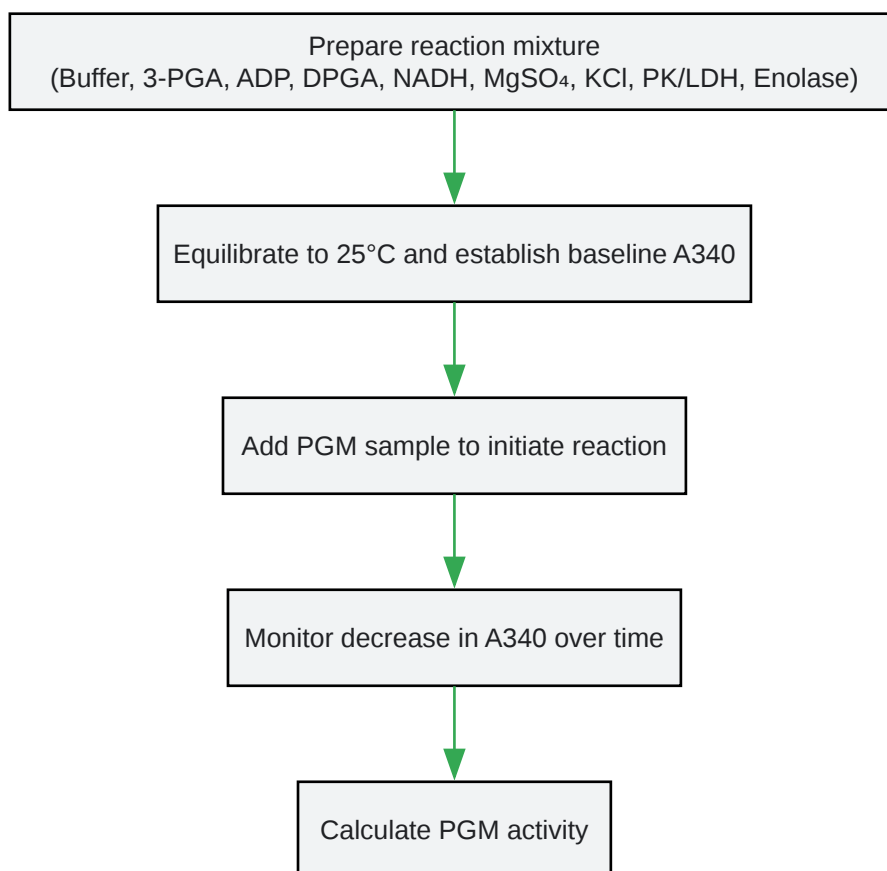 Prepare reaction mixture
(Buffer, 3-PGA, ADP, DPGA, NADH, MgSO₄, KCl, PK/LDH, Enolase)
Equilibrate to 25°C and establish baseline A340
Add PGM sample to initiate reaction
Monitor decrease in A340 over time
Calculate PGM activity